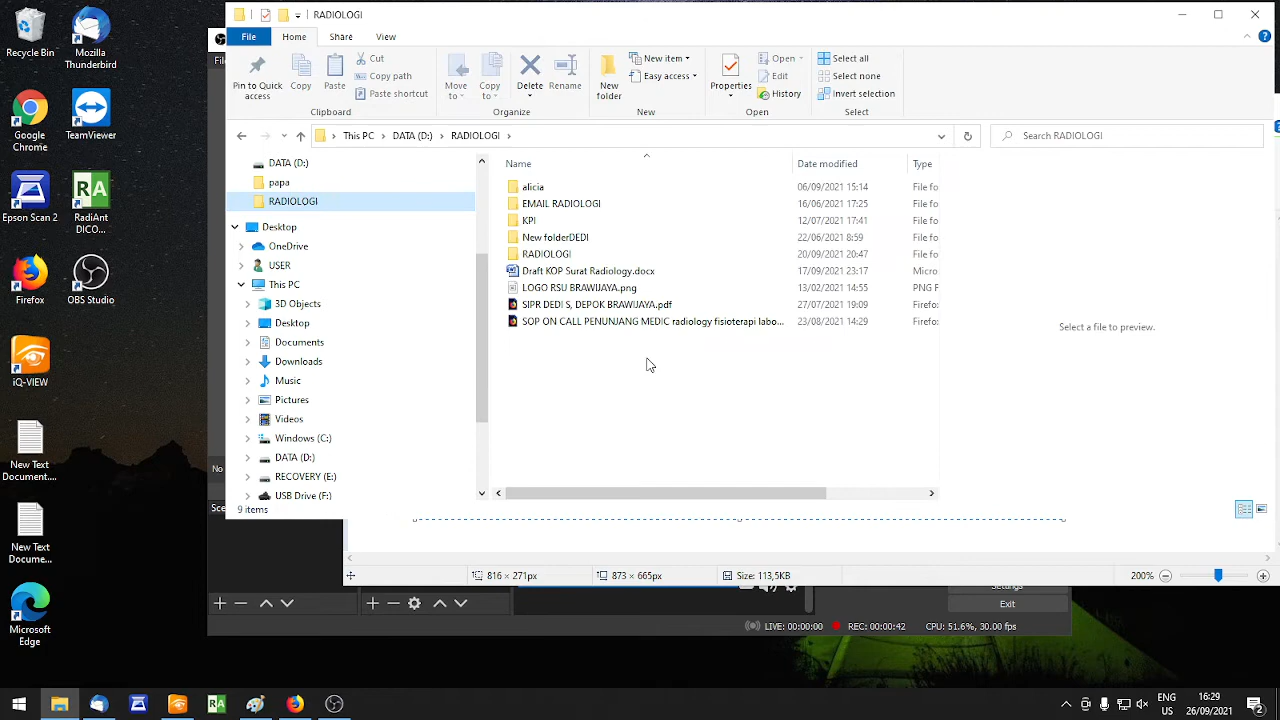 RADIOLOGI
File
Home
Share
View
Pin to Quick access
Copy
Paste
Cut
Copy path
Paste shortcut
Clipboard
Move to
Copy to
Delete
Rename
Organize
New folder
New item
Easy access
New
Properties
Open
Edit
History
Open
Select all
Select none
Invert selection
Select
This PC
DATA (D:)
RADIOLOGI
Search RADIOLOGI
DATA (D:)
papa
RADIOLOGI
Desktop
OneDrive
USER
This PC
3D Objects
Desktop
Documents
Downloads
Music
Pictures
Videos
Windows (C:)
DATA (D:)
RECOVERY (E:)
USB Drive (F:)
Name Date modified Type
alicia 06/09/2021 15:14 File fo
EMAIL RADIOLOGI 16/06/2021 17:25 File fo
KPI 12/07/2021 17:41 File fo
New folderDEDI 22/06/2021 8:59 File fo
RADIOLOGI 20/09/2021 20:47 File fo
Draft KOP Surat Radiology.docx 17/09/2021 23:17 Micro
LOGO RSU BRAWIJAYA.png 13/02/2021 14:55 PNG F
SIPR DEDI S, DEPOK BRAWIJAYA.pdf 27/07/2021 19:09 Firefo
SOP ON CALL PENUNJANG MEDIC radiology fisioterapi labo... 23/08/2021 14:29 Firefo
Select a file to preview.
9 items
Recycle Bin
Mozilla Thunderbird
Google Chrome
TeamViewer
Epson Scan 2
RadiAnt DICO...
Firefox
OBS Studio
iQ-VIEW
New Text Docume...
New Text Docume...
Microsoft Edge
Fil
No
Sce
816 × 271px
873 × 665px
Size: 113,5KB
200%
Exit
LIVE: 00:00:00
REC: 00:00:42
CPU: 51.6%, 30.00 fps
ENG
US
16:29
26/09/2021
2